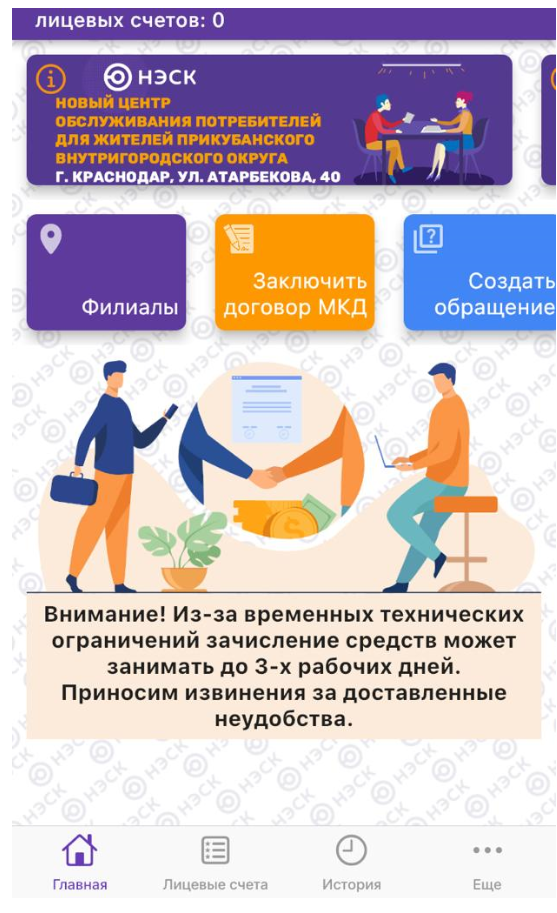 лицевых счетов: 0
НЭСК
НОВЫЙ ЦЕНТР
ОБСЛУЖИВАНИЯ ПОТРЕБИТЕЛЕЙ
ДЛЯ ЖИТЕЛЕЙ ПРИКУБАНСКОГО
ВНУТРИГОРОДСКОГО ОКРУГА
Г. КРАСНОДАР, УЛ. АТАРБЕКОВА, 40
Филиалы
Заключить
договор МКД
Создать
обращение
Внимание! Из-за временных технических
ограничений зачисление средств может
занимать до 3-х рабочих дней.
Приносим извинения за доставленные
неудобства.
Главная
Лицевые счета
История
Еще